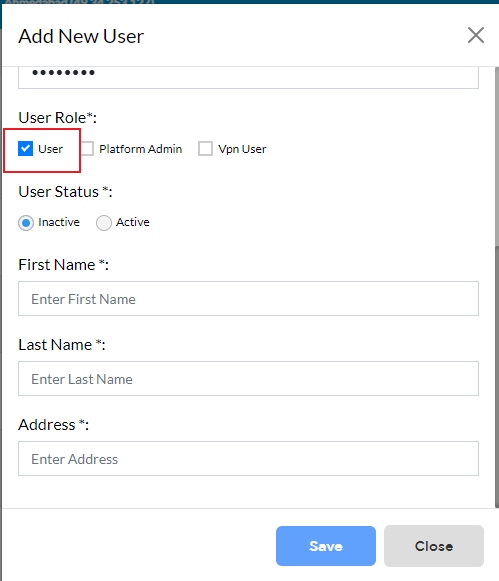 Add New User
••••••••
User Role*:
User Platform Admin Vpn User
User Status *:
Inactive Active
First Name *:
Enter First Name
Last Name *:
Enter Last Name
Address *:
Enter Address
Save Close